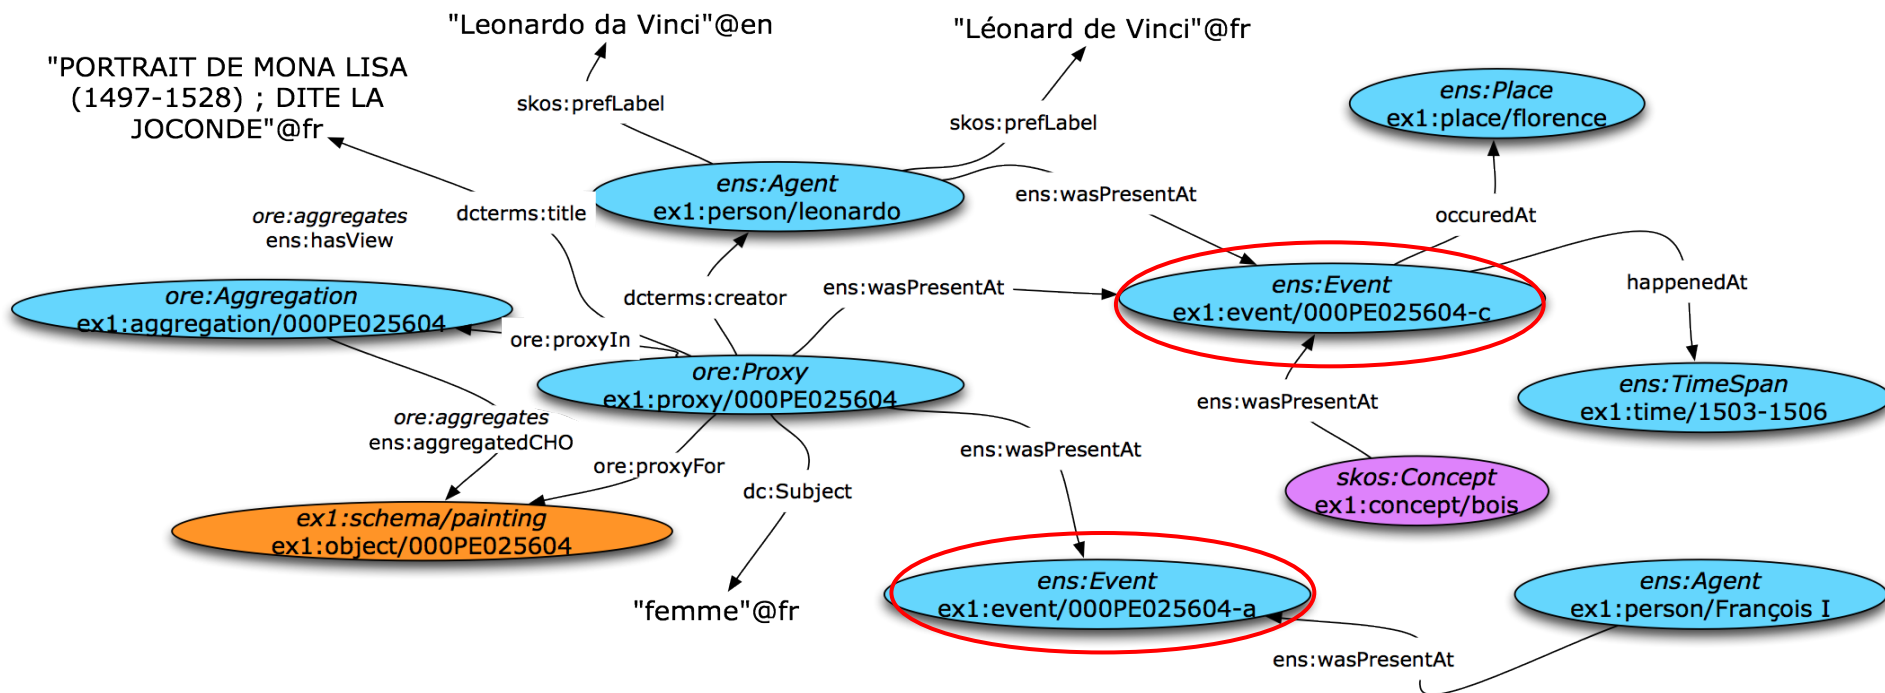 "Leonardo da Vinci"@en
"Léonard de Vinci"@fr
"PORTRAIT DE MONA LISA
(1497-1528) ; DITE LA
JOCONDE"@fr
skos:prefLabel
skos:prefLabel
ens:Place
ex1:place/florence
ens:Agent
ex1:person/leonardo
ens:wasPresentAt
occuredAt
dcterms:title
ore:aggregates
ens:hasView
ore:Aggregation
ex1:aggregation/000PE025604
dcterms:creator
ens:wasPresentAt
ens:Event
ex1:event/000PE025604-c
happenedAt
ore:proxyIn
ore:Proxy
ex1:proxy/000PE025604
ens:TimeSpan
ex1:time/1503-1506
ens:wasPresentAt
ore:aggregates
ens:aggregatedCHO
ore:proxyFor
dc:Subject
ens:wasPresentAt
skos:Concept
ex1:concept/bois
ex1:schema/painting
ex1:object/000PE025604
"femme"@fr
ens:Event
ex1:event/000PE025604-a
ens:Agent
ex1:person/François I
ens:wasPresentAt